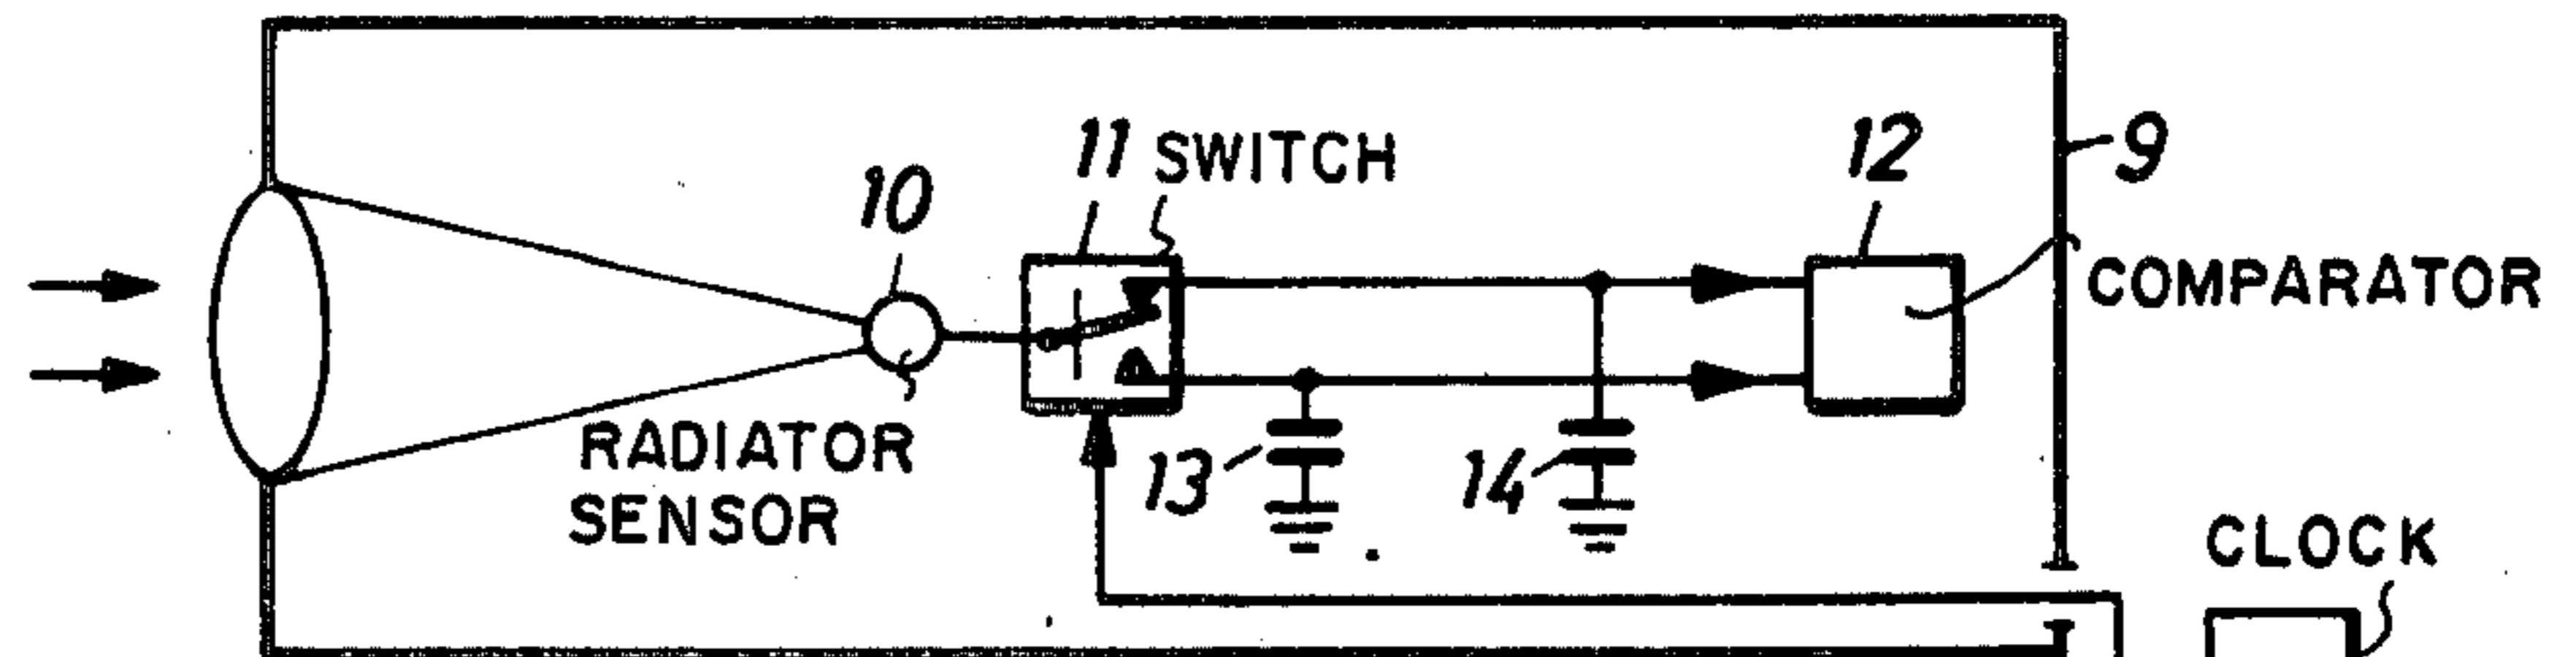 11 SWITCH
12
9
10
COMPARATOR
RADIATOR
SENSOR
13
14
CLOCK